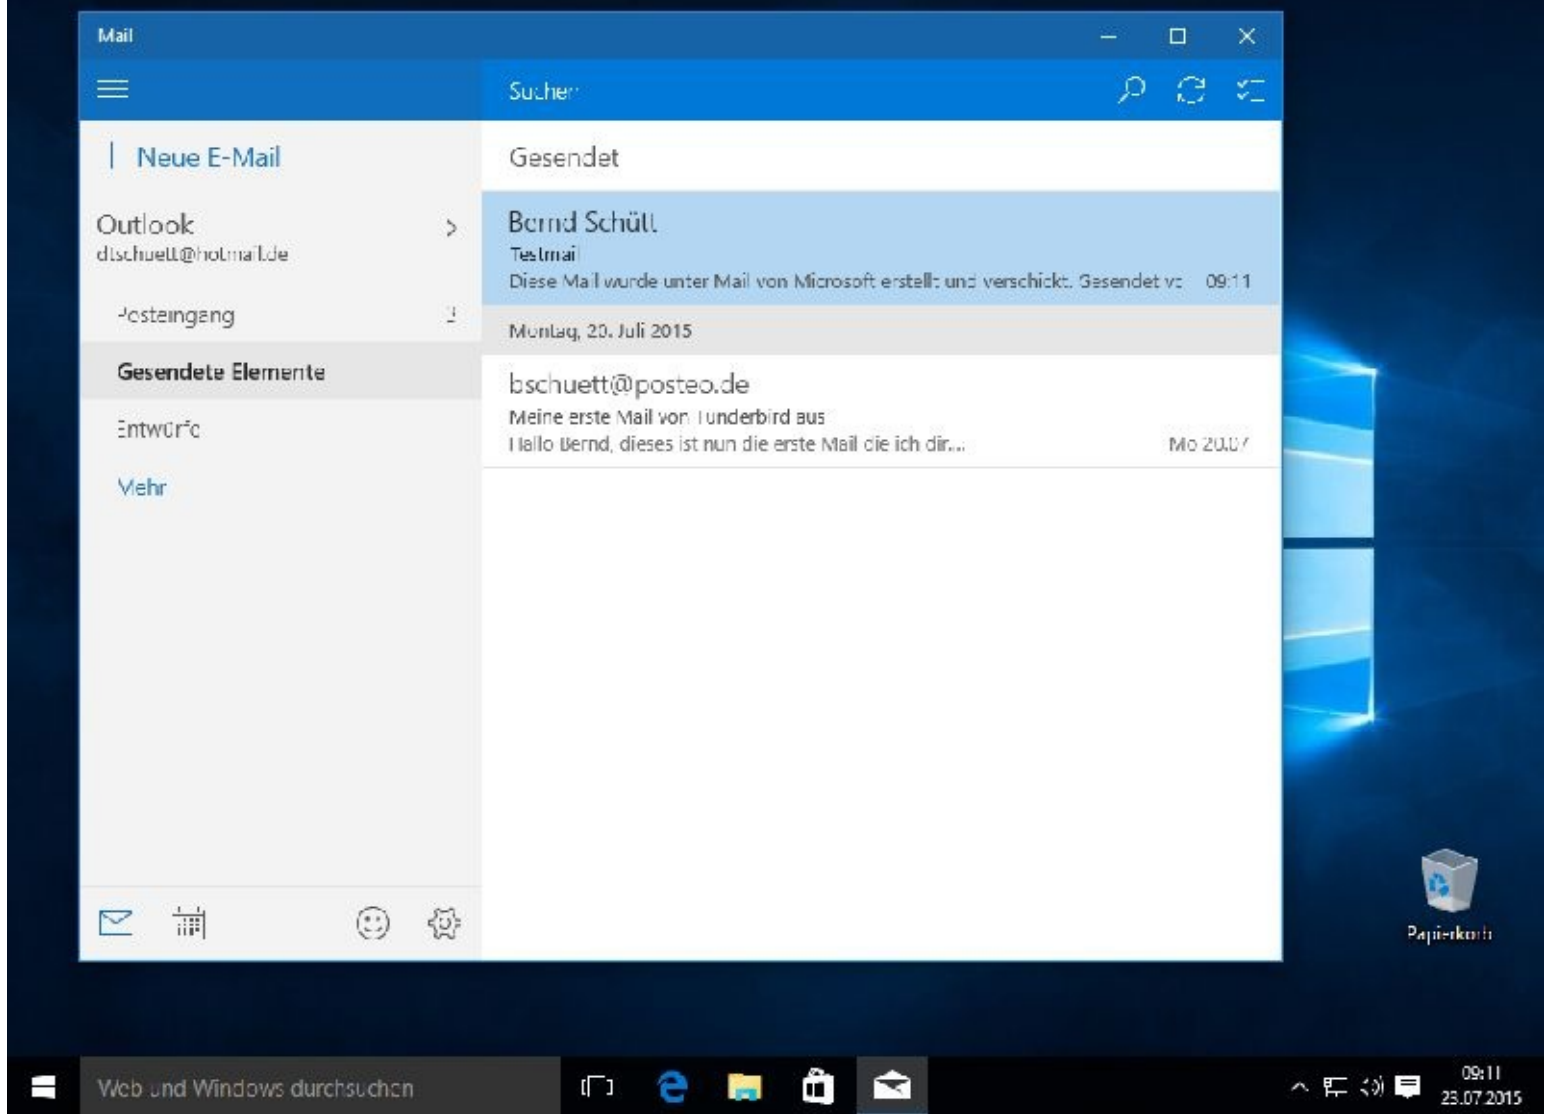 Mail
Suchen
Neue E-Mail
Gesendet
Outlook
dtschuett@hotmail.de
Posteingang
Gesendete Elemente
Entwürfe
Mehr
Bernd Schütt
Testmail
Diese Mail wurde unter Mail von Microsoft erstellt und verschickt. Gesendet vc 09:11
Montag, 20. Juli 2015
bschuett@posteo.de
Meine erste Mail von Tunderbird aus
Hallo Bernd, dieses ist nun die erste Mail die ich dir.... Mo 20.07
Papierkorb
Web und Windows durchsuchen
09:11
23.07.2015